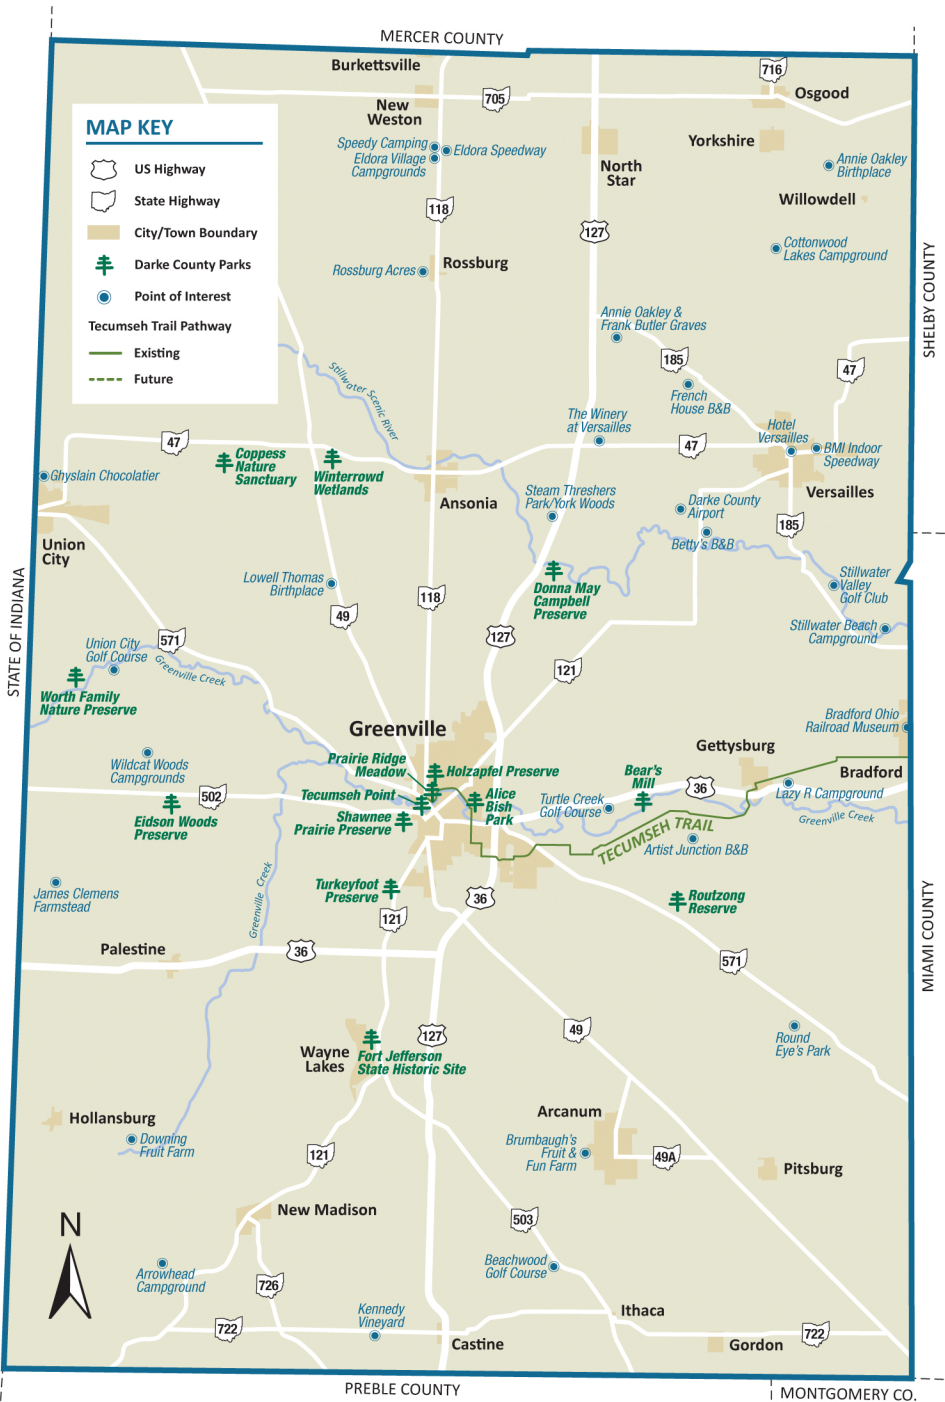 MERCER COUNTY
Burkettsville
716
Osgood
705
New
Weston
MAP KEY
US Highway
State Highway
City/Town Boundary
Darke County Parks
Point of Interest
Tecumseh Trail Pathway
Existing
Future
Speedy Camping
Eldora Speedway
Eldora Village
Campgrounds
North
Star
Yorkshire
Annie Oakley
Birthplace
Willowdell
118
127
Cottonwood
Lakes Campground
Rossburg Acres
Rossburg
SHELBY COUNTY
Annie Oakley &
Frank Butler Graves
185
47
Stillwater Scenic River
French
House B&B
The Winery
at Versailles
Hotel
Versailles
47
47
BMI Indoor
Speedway
Coppess
Nature
Sanctuary
Winterrowd
Wetlands
Ghyslain Chocolatier
Ansonia
Steam Threshers
Park/York Woods
Darke County
Airport
Versailles
185
Betty's B&B
Union
City
Lowell Thomas
Birthplace
118
49
Donna May
Campbell
Preserve
Stillwater
Valley
Golf Club
STATE OF INDIANA
571
127
Stillwater Beach
Campground
Union City
Golf Course
Greenville Creek
121
Worth Family
Nature Preserve
Bradford Ohio
Railroad Museum
Greenville
Gettysburg
Wildcat Woods
Campgrounds
Prairie Ridge
Meadow
Holzapfel Preserve
Bear's
Mill
Bradford
502
Tecumseh Point
Alice
Bish
Park
36
Lazy R Campground
Turtle Creek
Golf Course
Eidson Woods
Preserve
Shawnee
Prairie Preserve
Greenville Creek
TECUMSEH TRAIL
Artist Junction B&B
James Clemens
Farmstead
Greenville Creek
Turkeyfoot
Preserve
36
Routzong
Reserve
121
Palestine
36
571
MIAMI COUNTY
127
49
Round
Eye's Park
Wayne
Lakes
Fort Jefferson
State Historic Site
Hollansburg
Arcanum
Downing
Fruit Farm
Brumbaugh's
Fruit &
Fun Farm
121
49A
Pitsburg
N
New Madison
503
Arrowhead
Campground
Beachwood
Golf Course
726
Kennedy
Vineyard
Ithaca
722
Castine
722
Gordon
PREBLE COUNTY
MONTGOMERY CO.